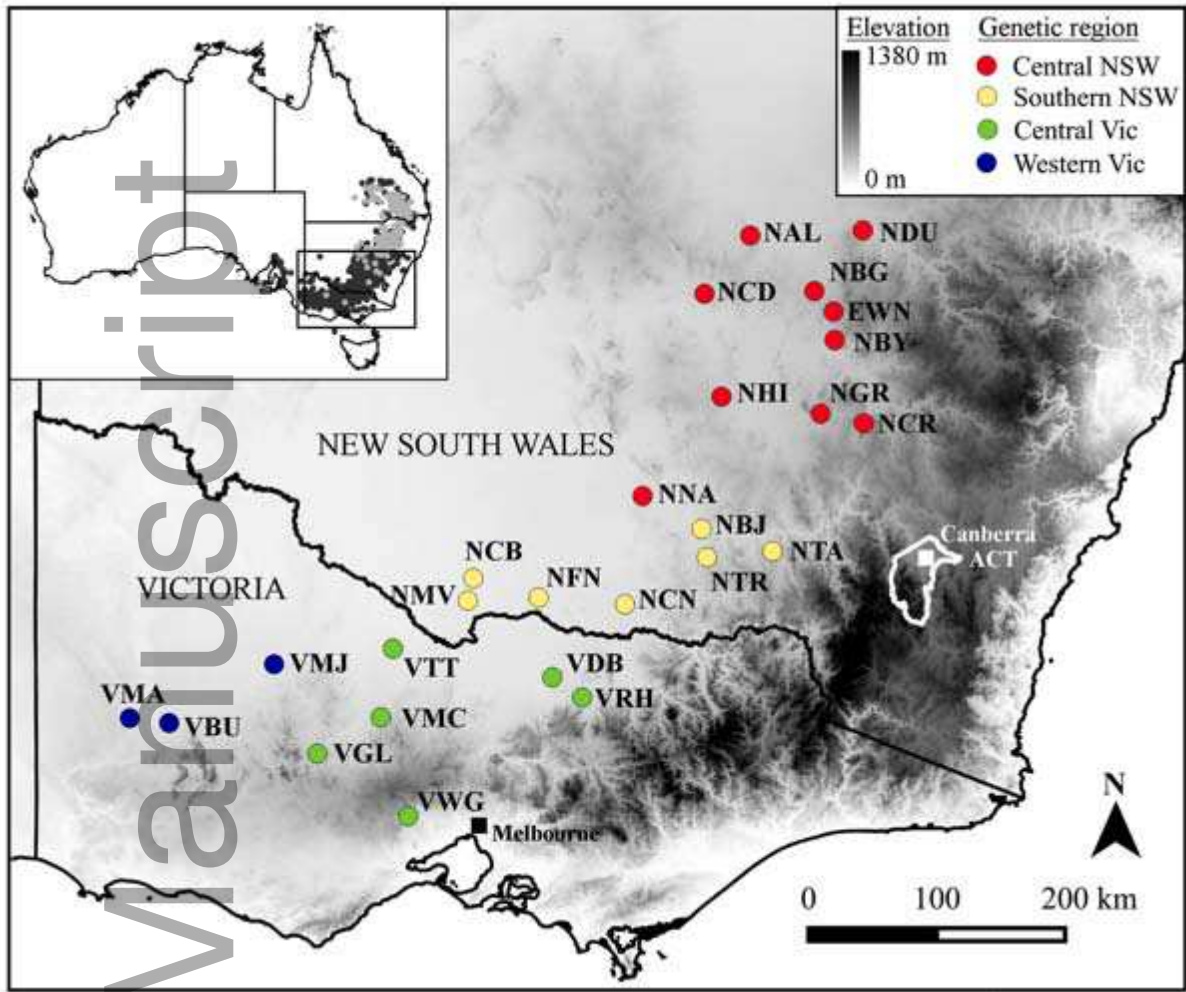 Elevation
1380 m
0 m
Genetic region
Central NSW
Southern NSW
Central Vic
Western Vic
NAL
NDU
NBG
NCD
EWN
NBY
NHI
NGR
NCR
NEW SOUTH WALES
NNA
NBJ
Canberra
ACT
NTA
NTR
NCB
NFN
NMV
NCN
VICTORIA
VTT
VMJ
VDB
VRH
VMA
VBU
VMC
VGL
VWG
Melbourne
N
0 100 200 km
Manuscript